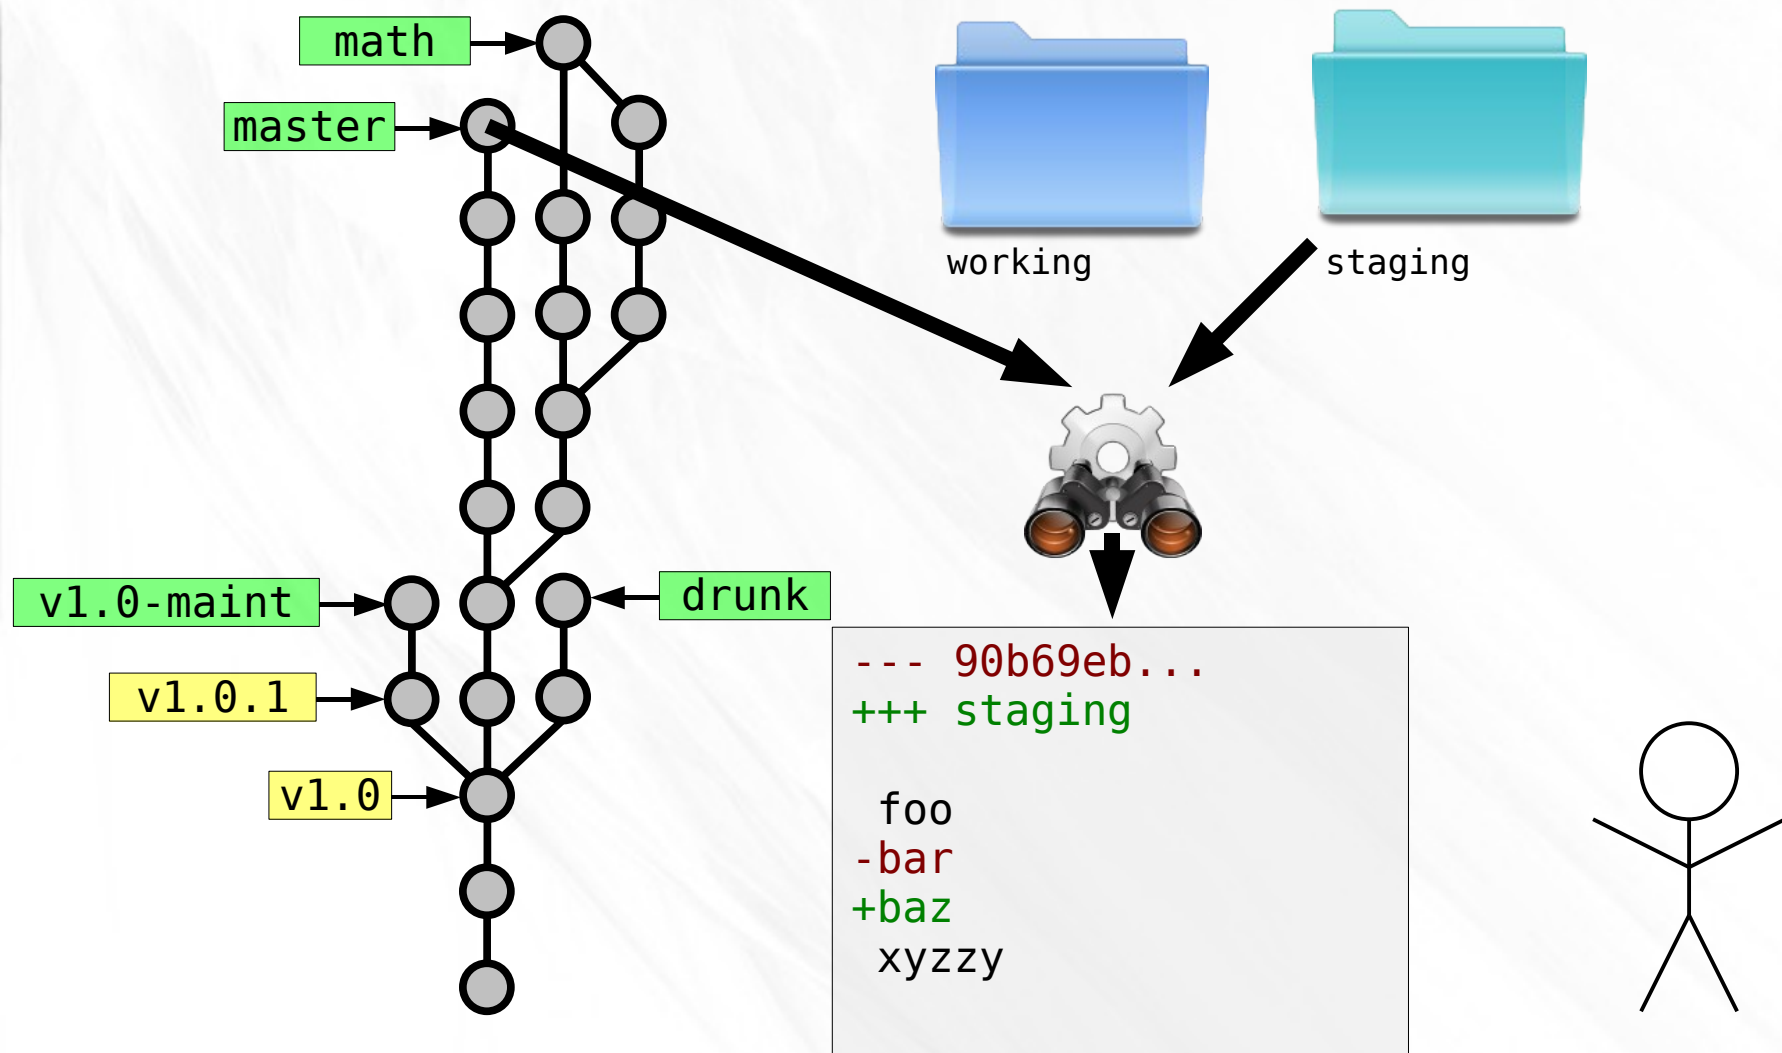 math
master
working
staging
v1.0-maint
drunk
v1.0.1
v1.0
--- 90b69eb...
+++ staging
 foo
-bar
+baz
 xyzzy